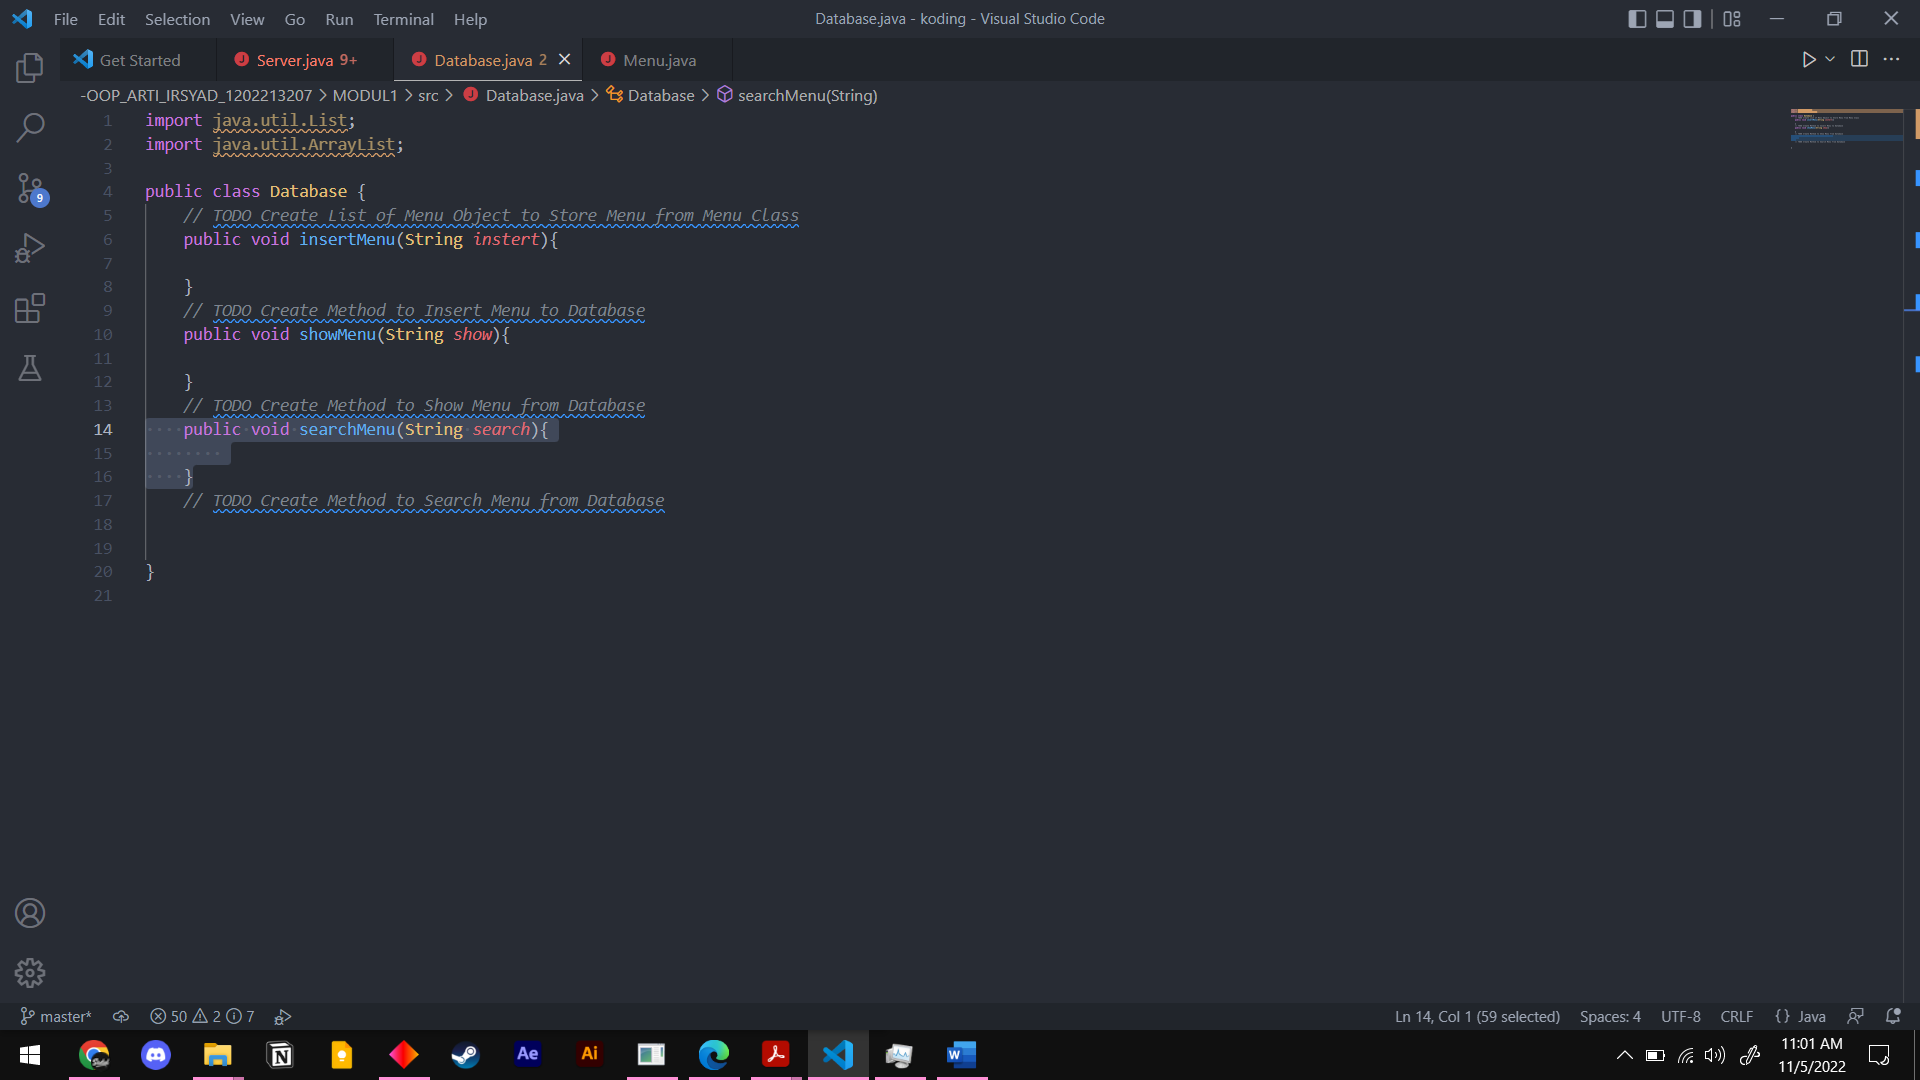 File Edit Selection View Go Run Terminal Help
Database.java - koding - Visual Studio Code
Get Started
Server.java 9+
Database.java 2
Menu.java
-OOP_ARTI_IRSYAD_1202213207 > MODUL1 > src > Database.java > Database > searchMenu(String)
1 import java.util.List;
2 import java.util.ArrayList;
3
4 public class Database {
5 // TODO Create List of Menu Object to Store Menu from Menu Class
6 public void insertMenu(String instert){
7
8 }
9 // TODO Create Method to Insert Menu to Database
10 public void showMenu(String show){
11
12 }
13 // TODO Create Method to Show Menu from Database
14 public void searchMenu(String search){
15
16 }
17 // TODO Create Method to Search Menu from Database
18
19
20 }
21
9
master* 50 2 7
Ln 14, Col 1 (59 selected) Spaces: 4 UTF-8 CRLF {} Java
Ae Ai
11:01 AM
11/5/2022